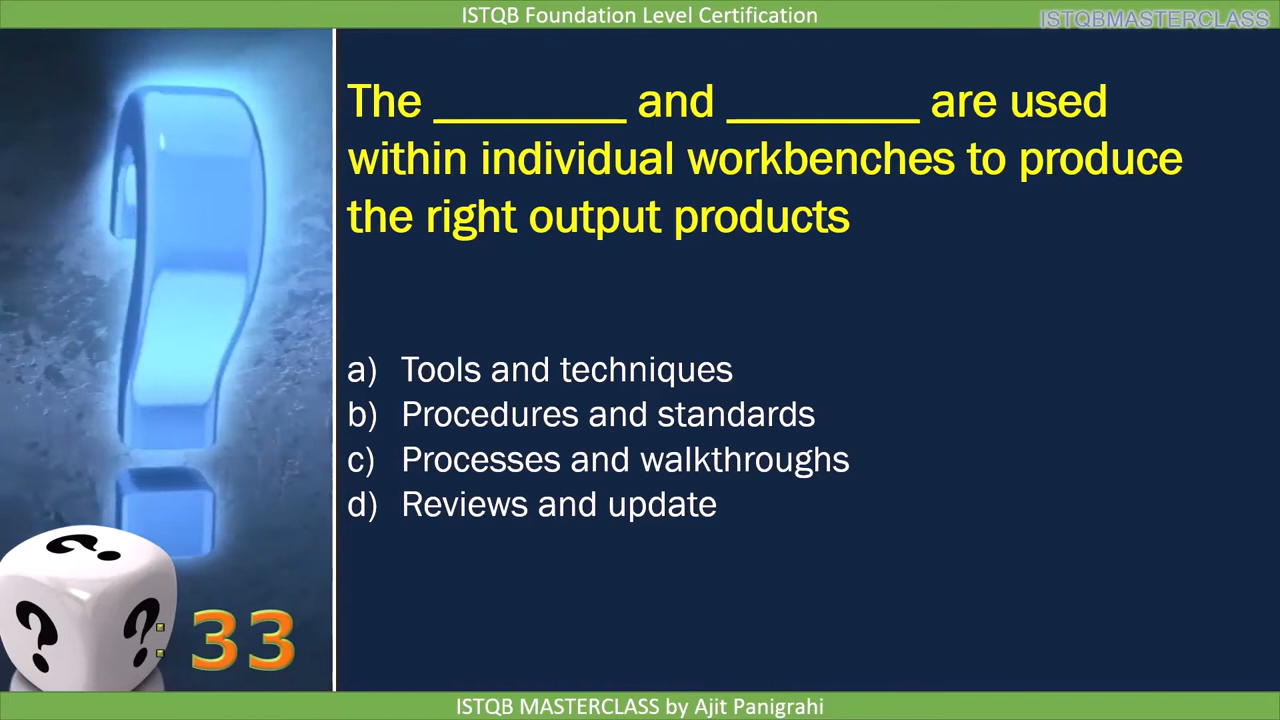 ISTQB Foundation Level Certification
ISTQBMASTERCLASS
The ________ and ________ are used
within individual workbenches to produce
the right output products
a) Tools and techniques
b) Procedures and standards
c) Processes and walkthroughs
d) Reviews and update
? ? ?
: 33
ISTQB MASTERCLASS by Ajit Panigrahi